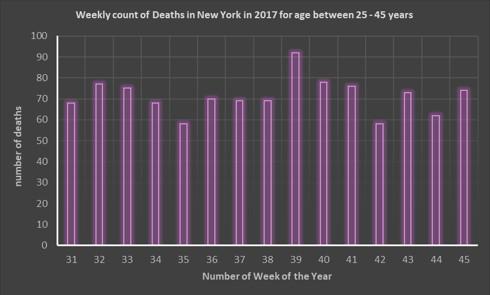 Weekly count of Deaths in New York in 2017 for age between 25 - 45 years
number of deaths
100
90
80
70
60
50
40
30
20
10
0
31 32 33 34 35 36 37 38 39 40 41 42 43 44 45
Number of Week of the Year